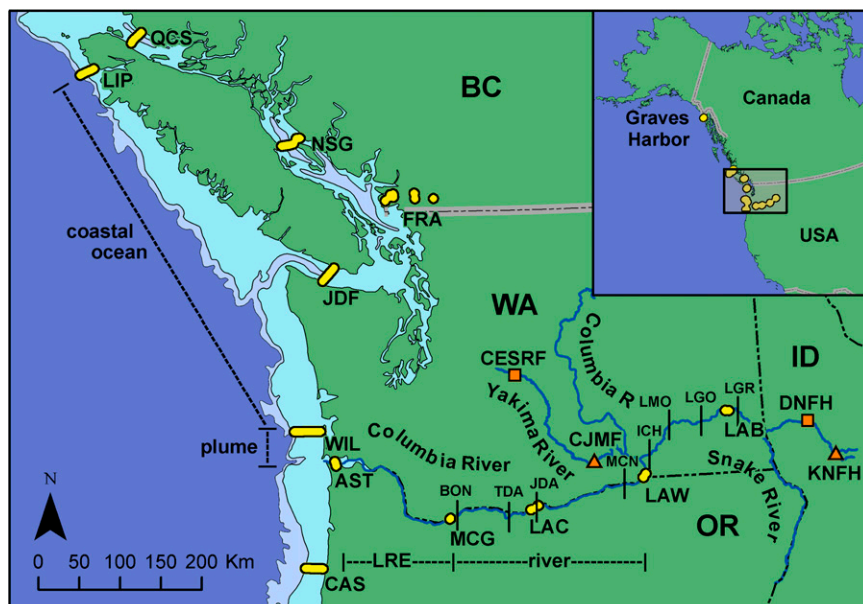 QCS
LIP
BC
NSG
FRA
coastal
ocean
JDF
WA
Columbia R
CESRF
Yakima River
CJMF
LMO
LGO
LGR
ICH
MCN
LAB
ID
DNFH
KNFH
Snake River
LAW
plume
WIL
AST
Columbia River
BON
TDA
JDA
MCG
LAC
OR
LRE
river
CAS
N
0 50 100 150 200 Km
Canada
Graves
Harbor
USA